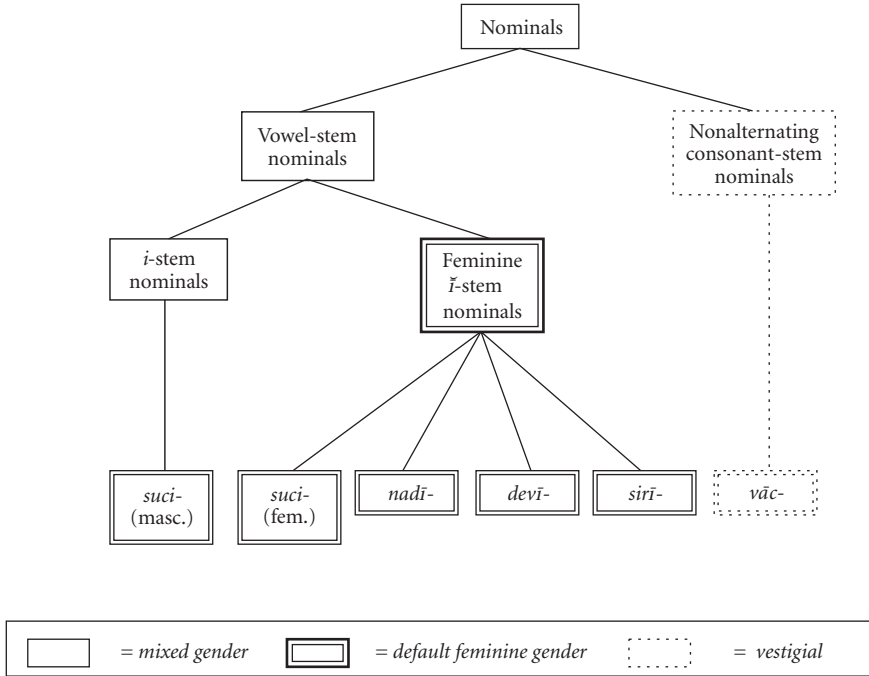 Nominals
Vowel-stem
nominals
Nonalternating
consonant-stem
nominals
i-stem
nominals
Feminine
ī̆-stem
nominals
suci-
(masc.)
suci-
(fem.)
nadī-
devī-
sirī-
vāc-
= mixed gender
= default feminine gender
= vestigial